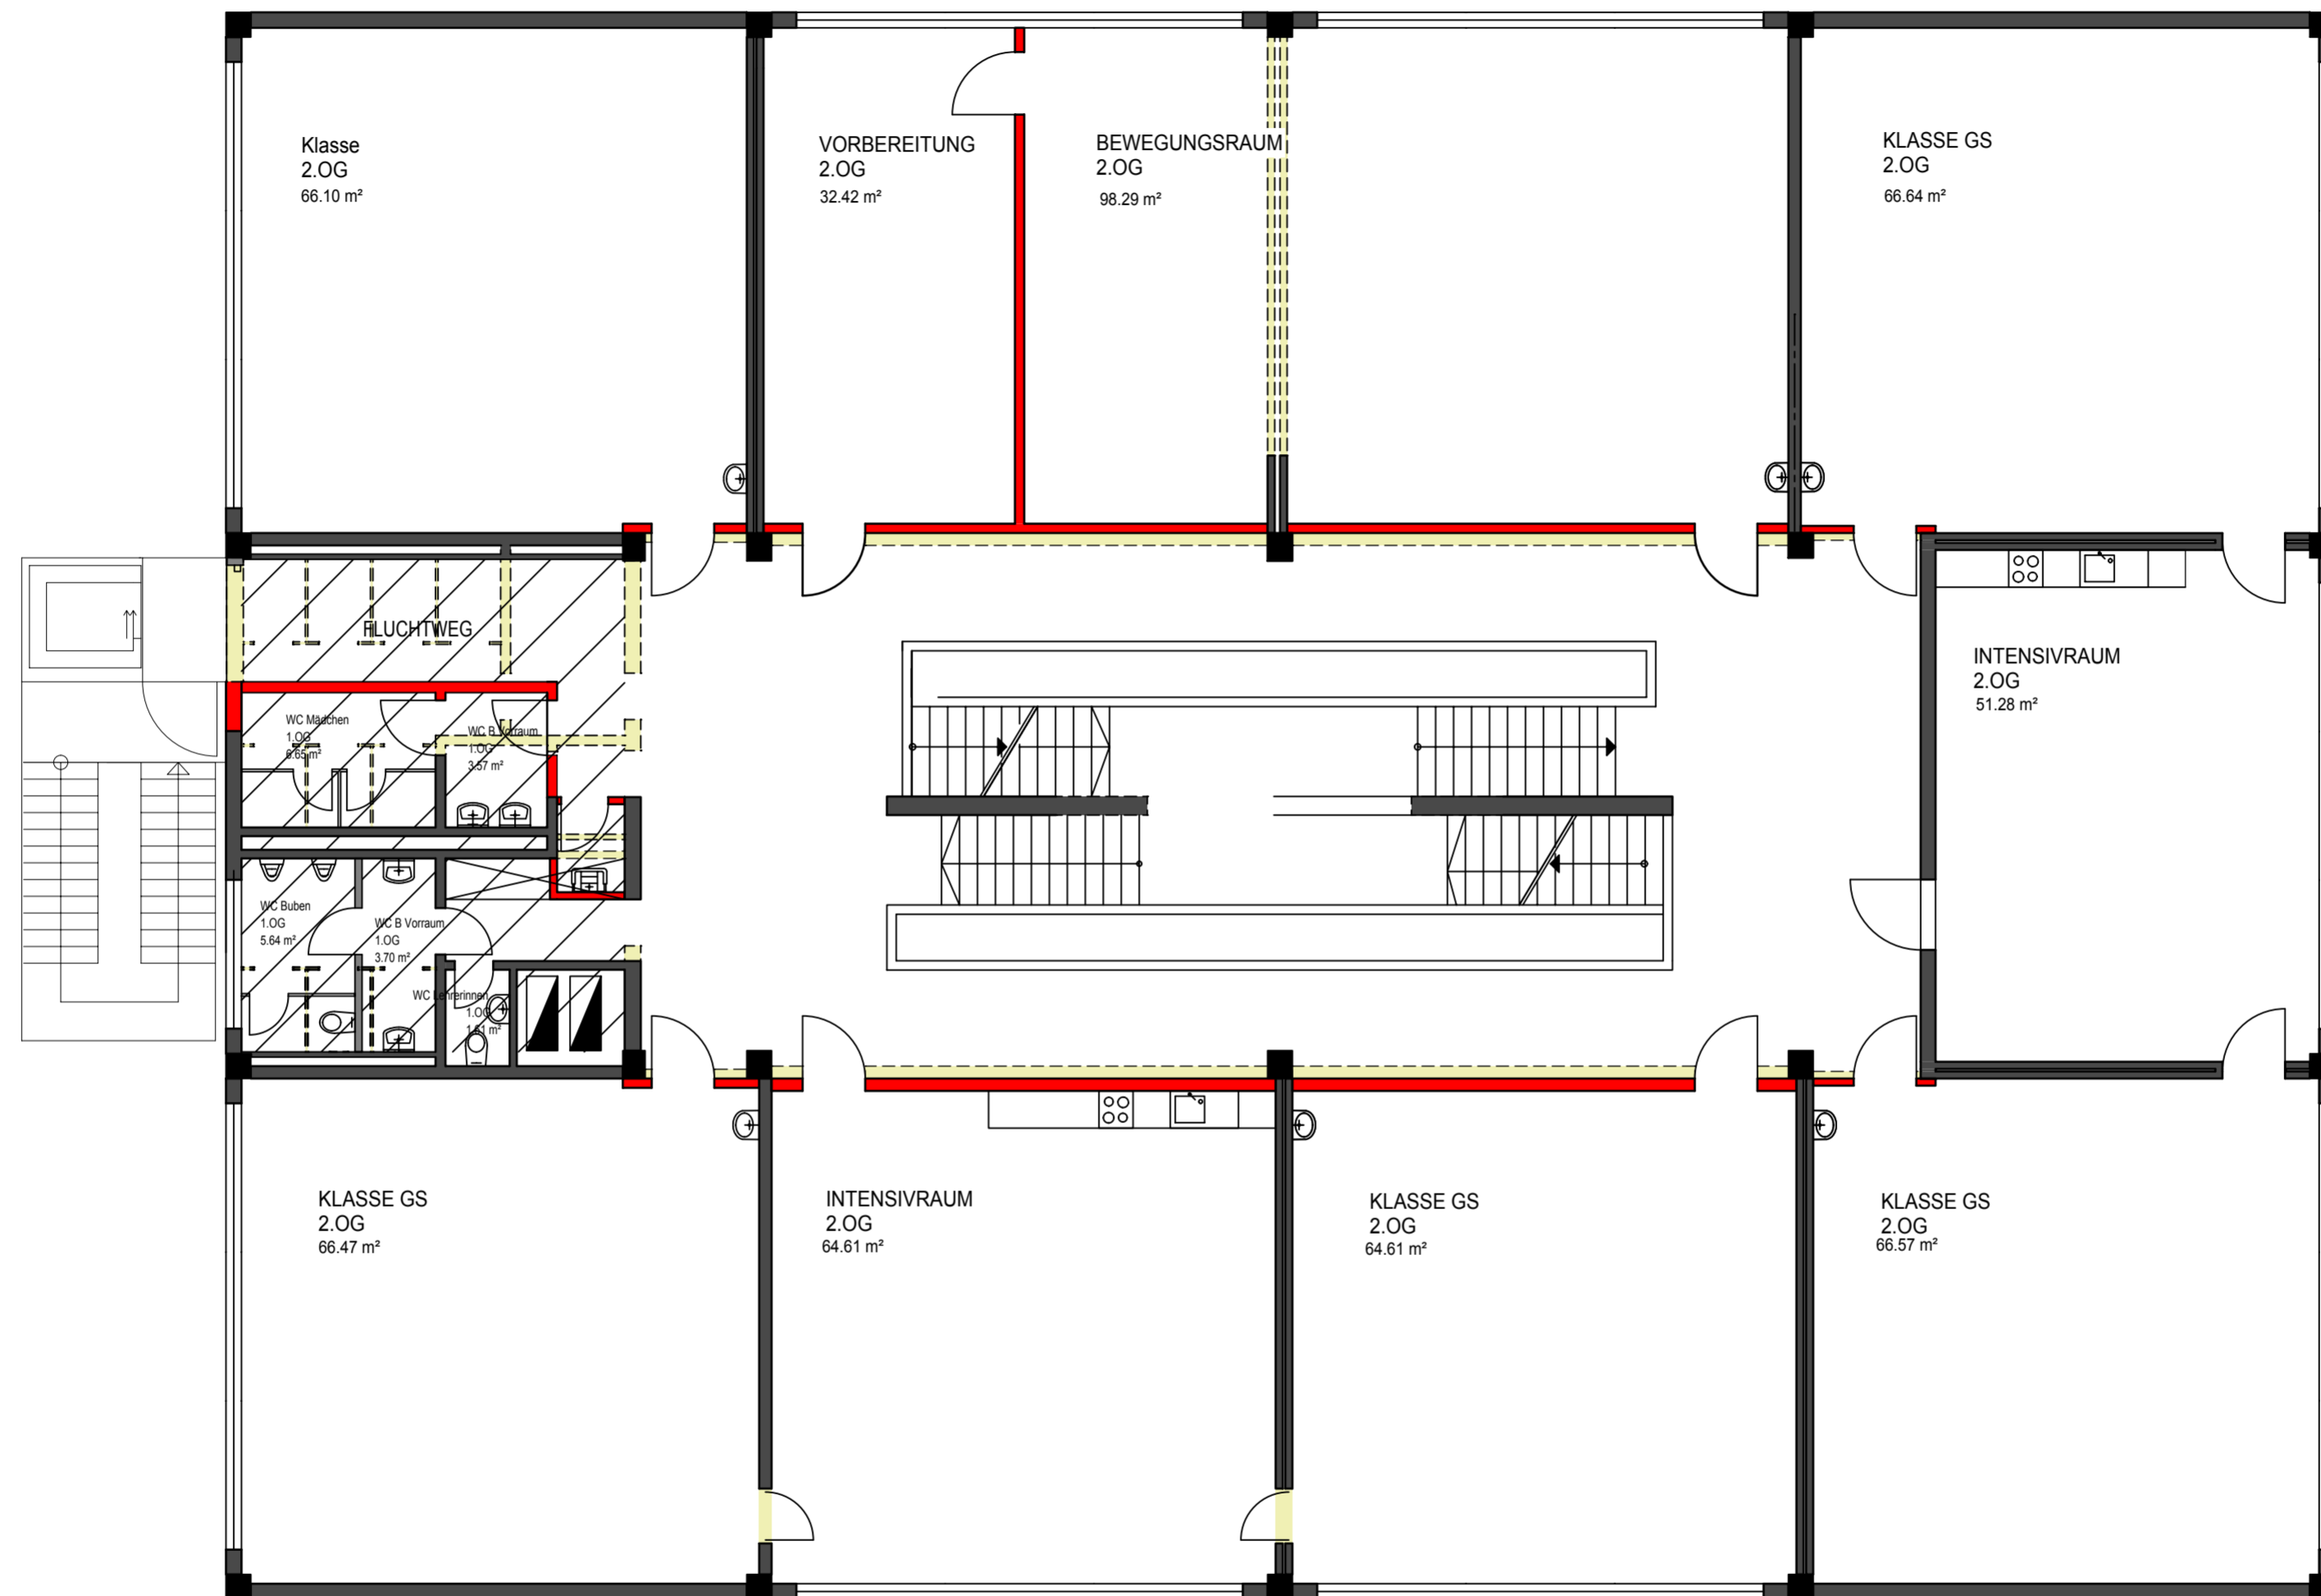 Klasse
2.OG
66.10 m²
VORBEREITUNG
2.OG
32.42 m²
BEWEGUNGSRAUM
2.OG
98.29 m²
KLASSE GS
2.OG
66.64 m²
FLUCHTWEG
INTENSIVRAUM
2.OG
51.28 m²
WC Mädchen
1.OG
6.65 m²
WC B Vorraum
1.OG
3.57 m²
WC Buben
1.OG
5.64 m²
WC B Vorraum
1.OG
3.70 m²
WC Lehrerinnen
1.OG
m²
KLASSE GS
2.OG
66.47 m²
INTENSIVRAUM
2.OG
64.61 m²
KLASSE GS
2.OG
64.61 m²
KLASSE GS
2.OG
66.57 m²